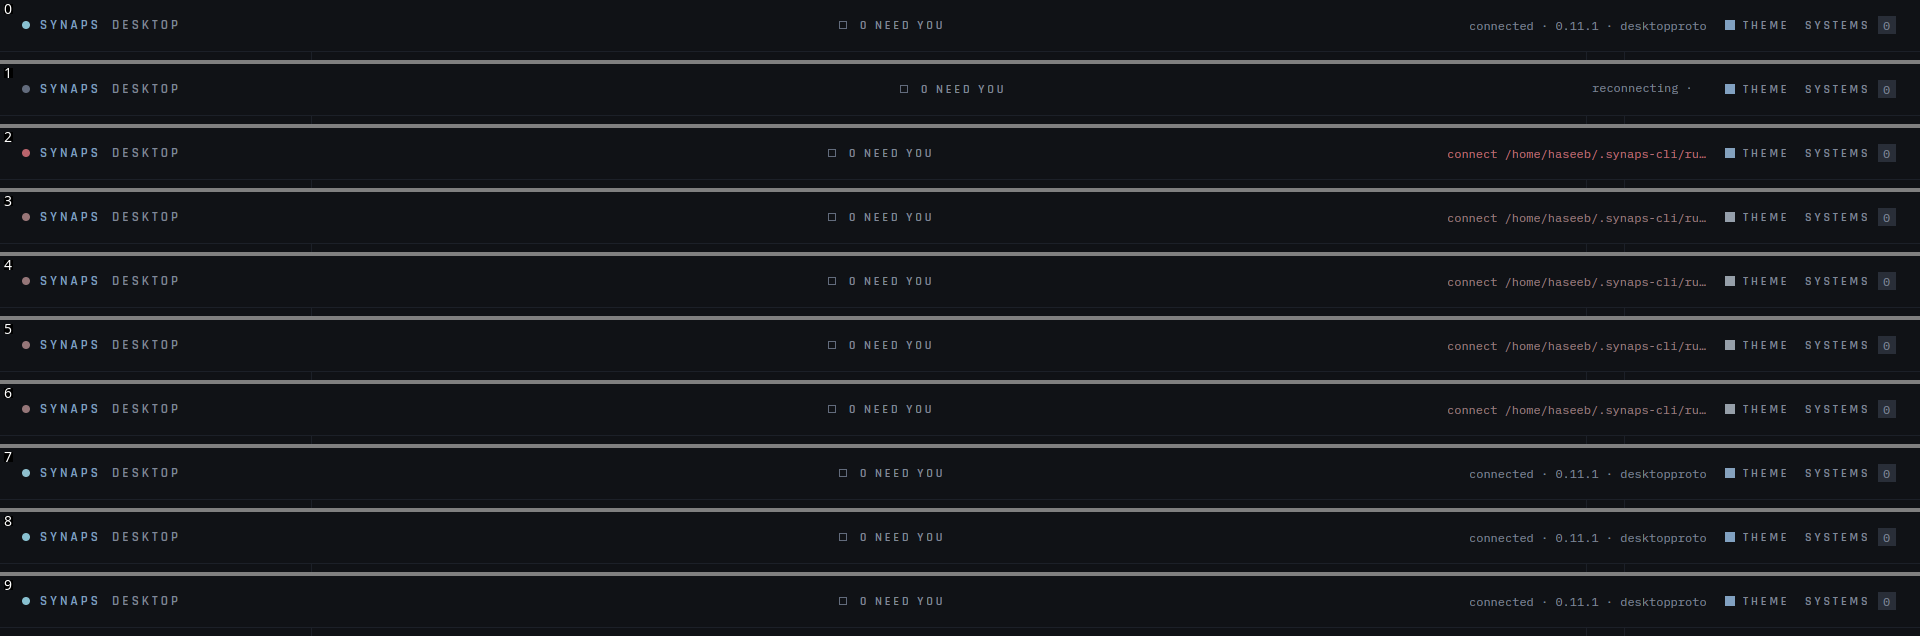 0
SYNAPS DESKTOP 0 NEED YOU connected · 0.11.1 · desktopproto THEME SYSTEMS 0
1
SYNAPS DESKTOP 0 NEED YOU reconnecting · THEME SYSTEMS 0
2
SYNAPS DESKTOP 0 NEED YOU connect /home/haseeb/.synaps-cli/ru… THEME SYSTEMS 0
3
SYNAPS DESKTOP 0 NEED YOU connect /home/haseeb/.synaps-cli/ru… THEME SYSTEMS 0
4
SYNAPS DESKTOP 0 NEED YOU connect /home/haseeb/.synaps-cli/ru… THEME SYSTEMS 0
5
SYNAPS DESKTOP 0 NEED YOU connect /home/haseeb/.synaps-cli/ru… THEME SYSTEMS 0
6
SYNAPS DESKTOP 0 NEED YOU connect /home/haseeb/.synaps-cli/ru… THEME SYSTEMS 0
7
SYNAPS DESKTOP 0 NEED YOU connected · 0.11.1 · desktopproto THEME SYSTEMS 0
8
SYNAPS DESKTOP 0 NEED YOU connected · 0.11.1 · desktopproto THEME SYSTEMS 0
9
SYNAPS DESKTOP 0 NEED YOU connected · 0.11.1 · desktopproto THEME SYSTEMS 0